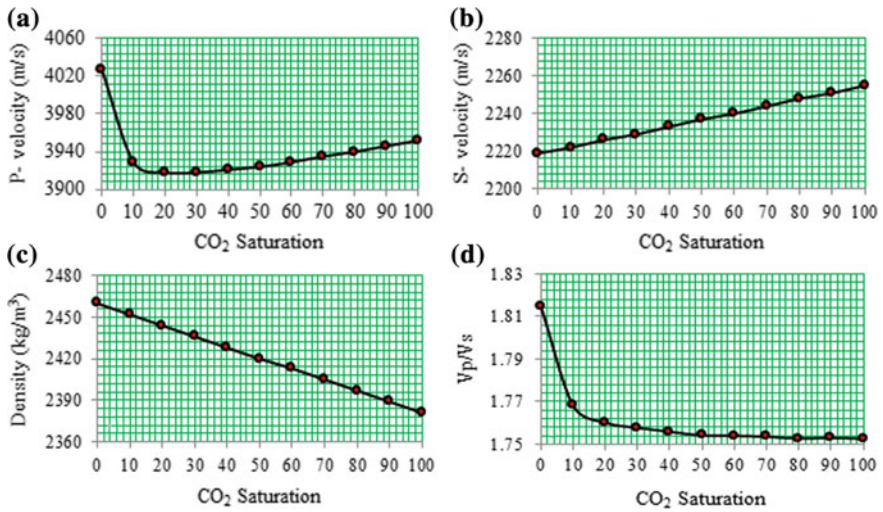 (a)
P- velocity (m/s)
4060
4020
3980
3940
3900
0 10 20 30 40 50 60 70 80 90 100
CO2 Saturation
(b)
S- velocity (m/s)
2280
2260
2240
2220
2200
0 10 20 30 40 50 60 70 80 90 100
CO2 Saturation
(c)
Density (kg/m³)
2480
2450
2420
2390
2360
0 10 20 30 40 50 60 70 80 90 100
CO2 Saturation
(d)
Vp/Vs
1.83
1.81
1.79
1.77
1.75
0 10 20 30 40 50 60 70 80 90 100
CO2 Saturation